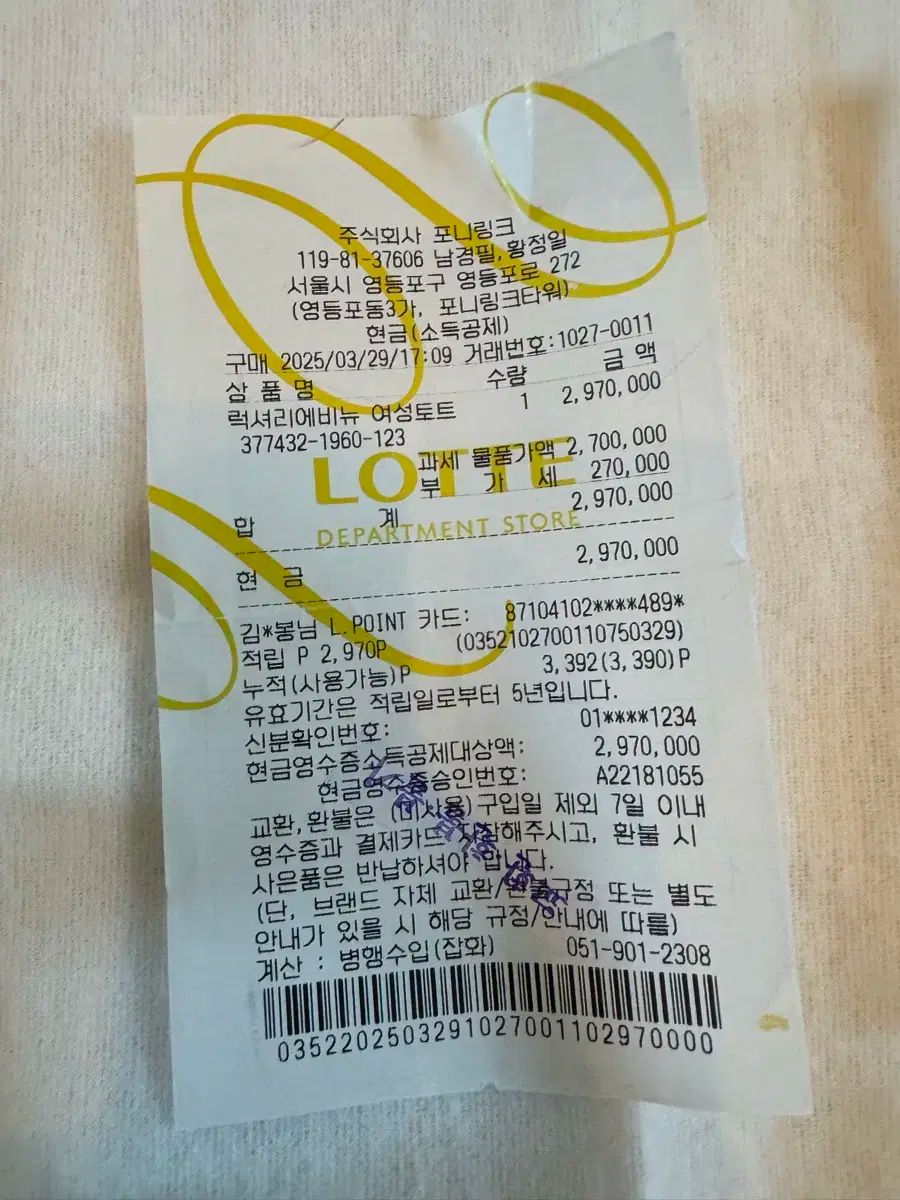 주식회사 포니링크
119-81-37606 남경필,황정일
서울시 영등포구 영등포로 272
(영등포동3가, 포니링크타워)
현금(소득공제)
구매 2025/03/29/17:09 거래번호:1027-0011
상 품 명 수량 금 액
럭셔리에비뉴 여성토트 1 2,970,000
377432-1960-123
과세 물품가액 2,700,000
부 가 세 270,000
합 계 2,970,000
LOTTE
DEPARTMENT STORE
현 금 2,970,000
김*봉님 L.POINT 카드: 87104102****489*
적립 P 2,970P (0352102700110750329)
누적(사용가능)P 3,392(3,390)P
유효기간은 적립일로부터 5년입니다.
신분확인번호: 01****1234
현금영수증소득공제대상액: 2,970,000
현금영수증승인번호: A22181055
교환,환불은 (미사용)구입일 제외 7일 이내
영수증과 결제카드 지참해주시고, 환불 시
사은품은 반납하셔야 합니다.
(단, 브랜드 자체 교환/환불규정 또는 별도
안내가 있을 시 해당 규정/안내에 따름)
계산 : 병행수입(잡화) 051-901-2308
0352202503291027001102970000